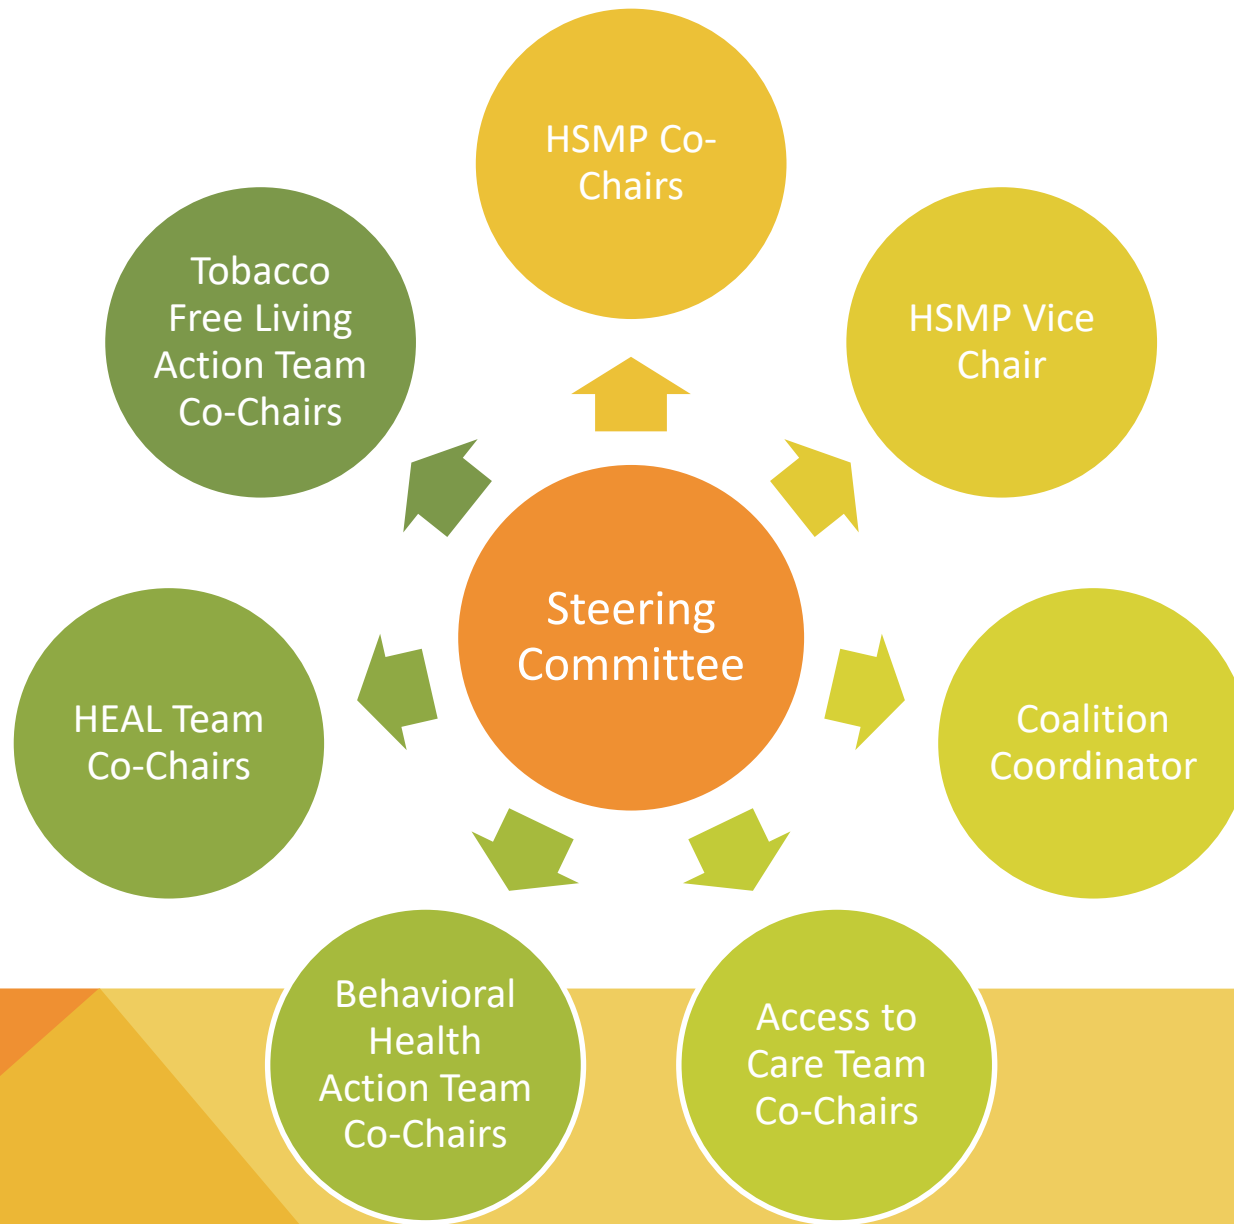 HSMP Co-
Chairs
HSMP Vice
Chair
Coalition
Coordinator
Access to
Care Team
Co-Chairs
Behavioral
Health
Action Team
Co-Chairs
HEAL Team
Co-Chairs
Tobacco
Free Living
Action Team
Co-Chairs
Steering
Committee